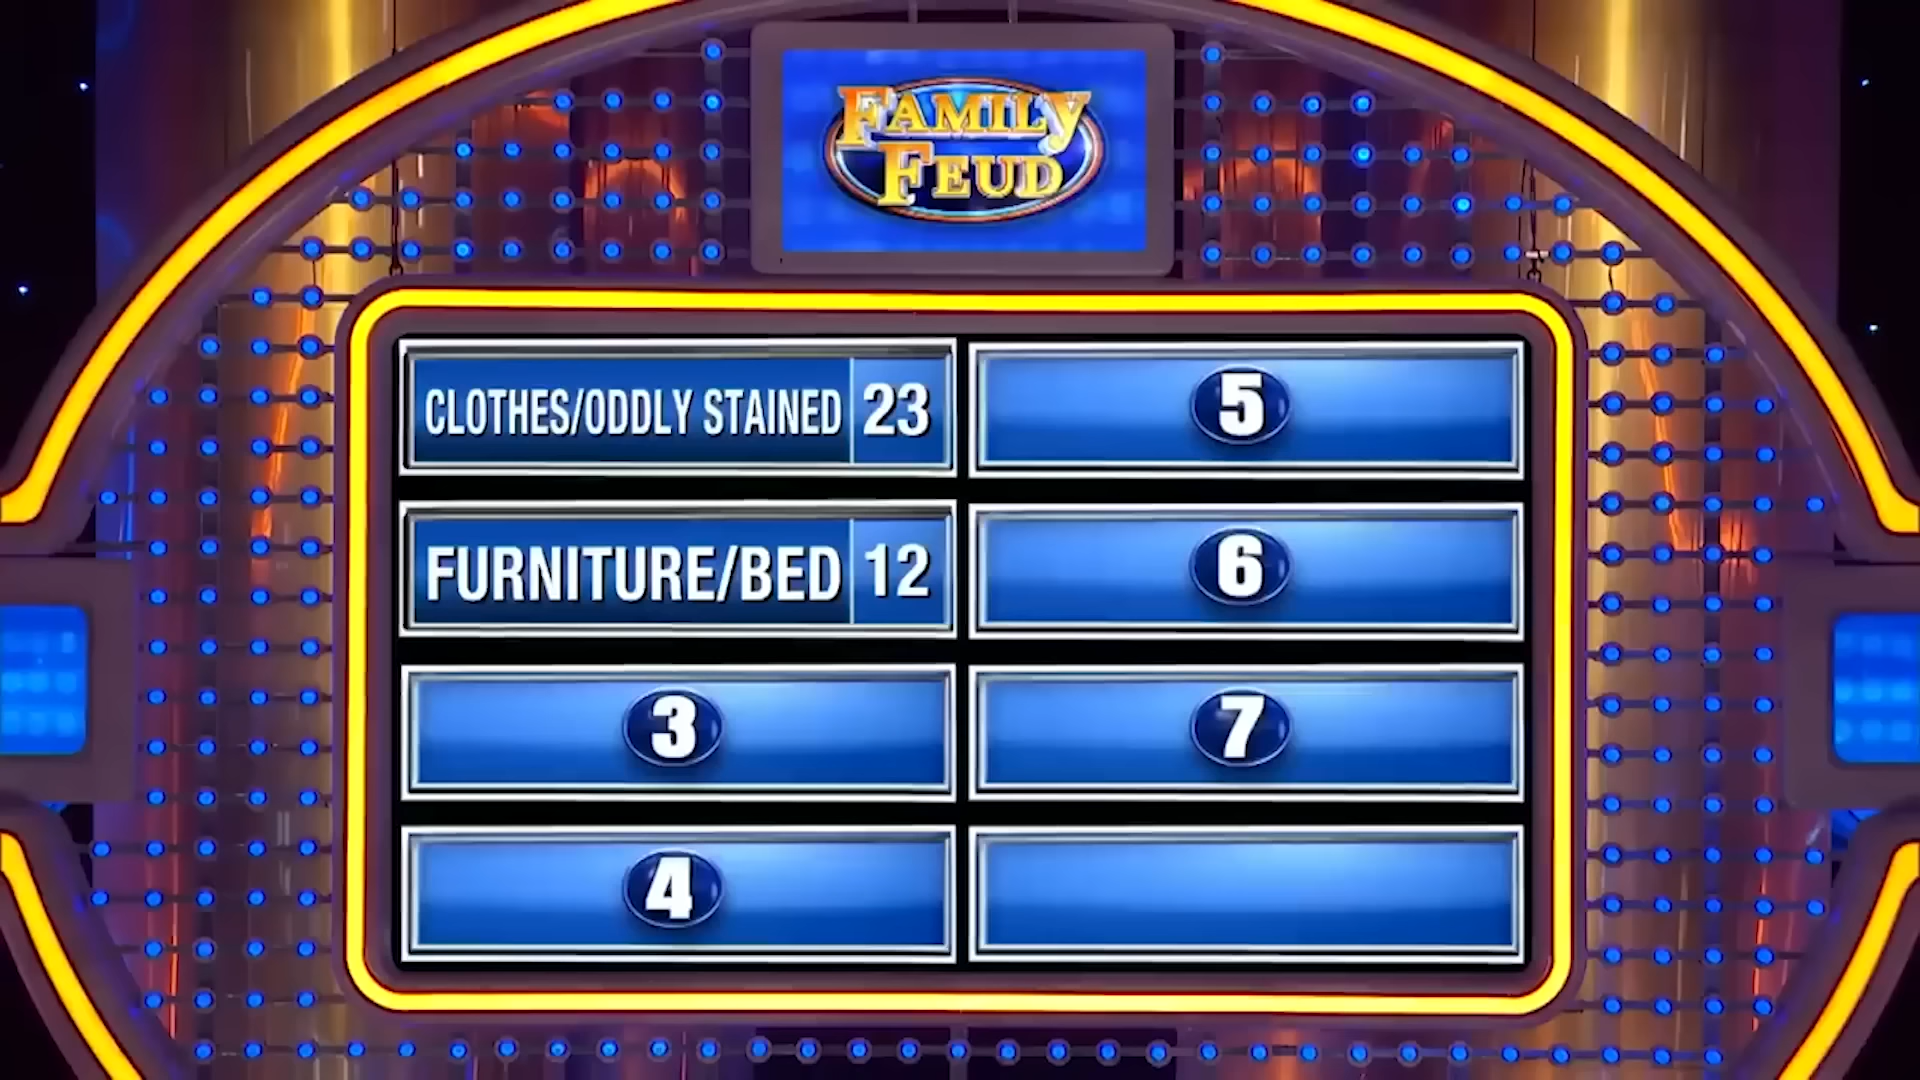 FAMILY
FEUD
CLOTHES/ODDLY STAINED 23
5
FURNITURE/BED 12
6
3
7
4